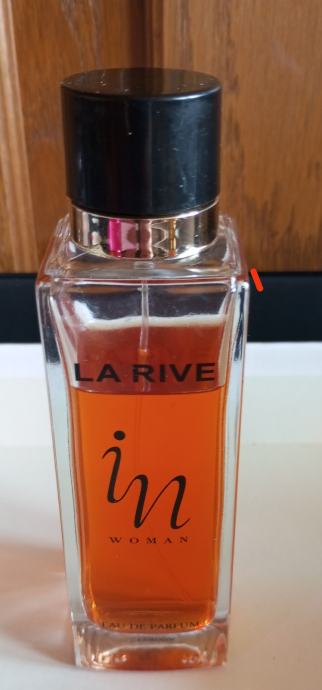 LA RIVE
in
WOMAN
EAU DE PARFUM